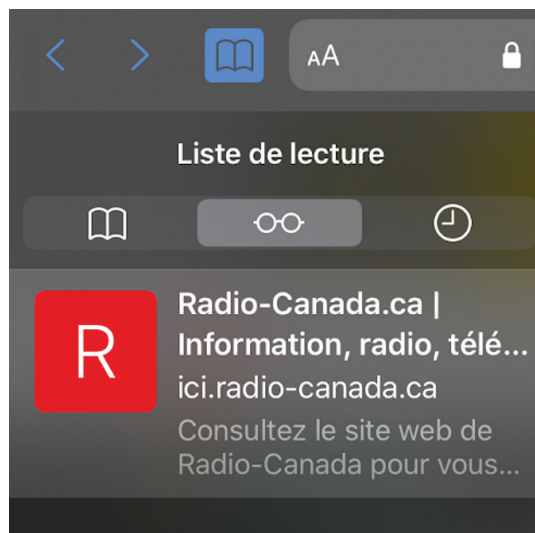 AA
Liste de lecture
R
Radio-Canada.ca |
Information, radio, télé...
ici.radio-canada.ca
Consultez le site web de
Radio-Canada pour vous...